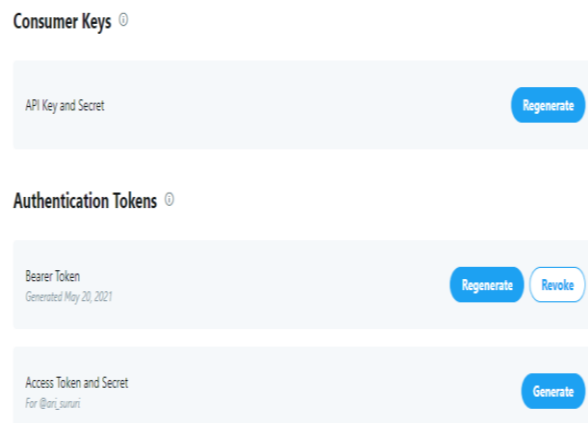 Consumer Keys
API Key and Secret
Regenerate
Authentication Tokens
Bearer Token
Generated May 20, 2021
Regenerate
Revoke
Access Token and Secret
For @ari_sururi
Generate